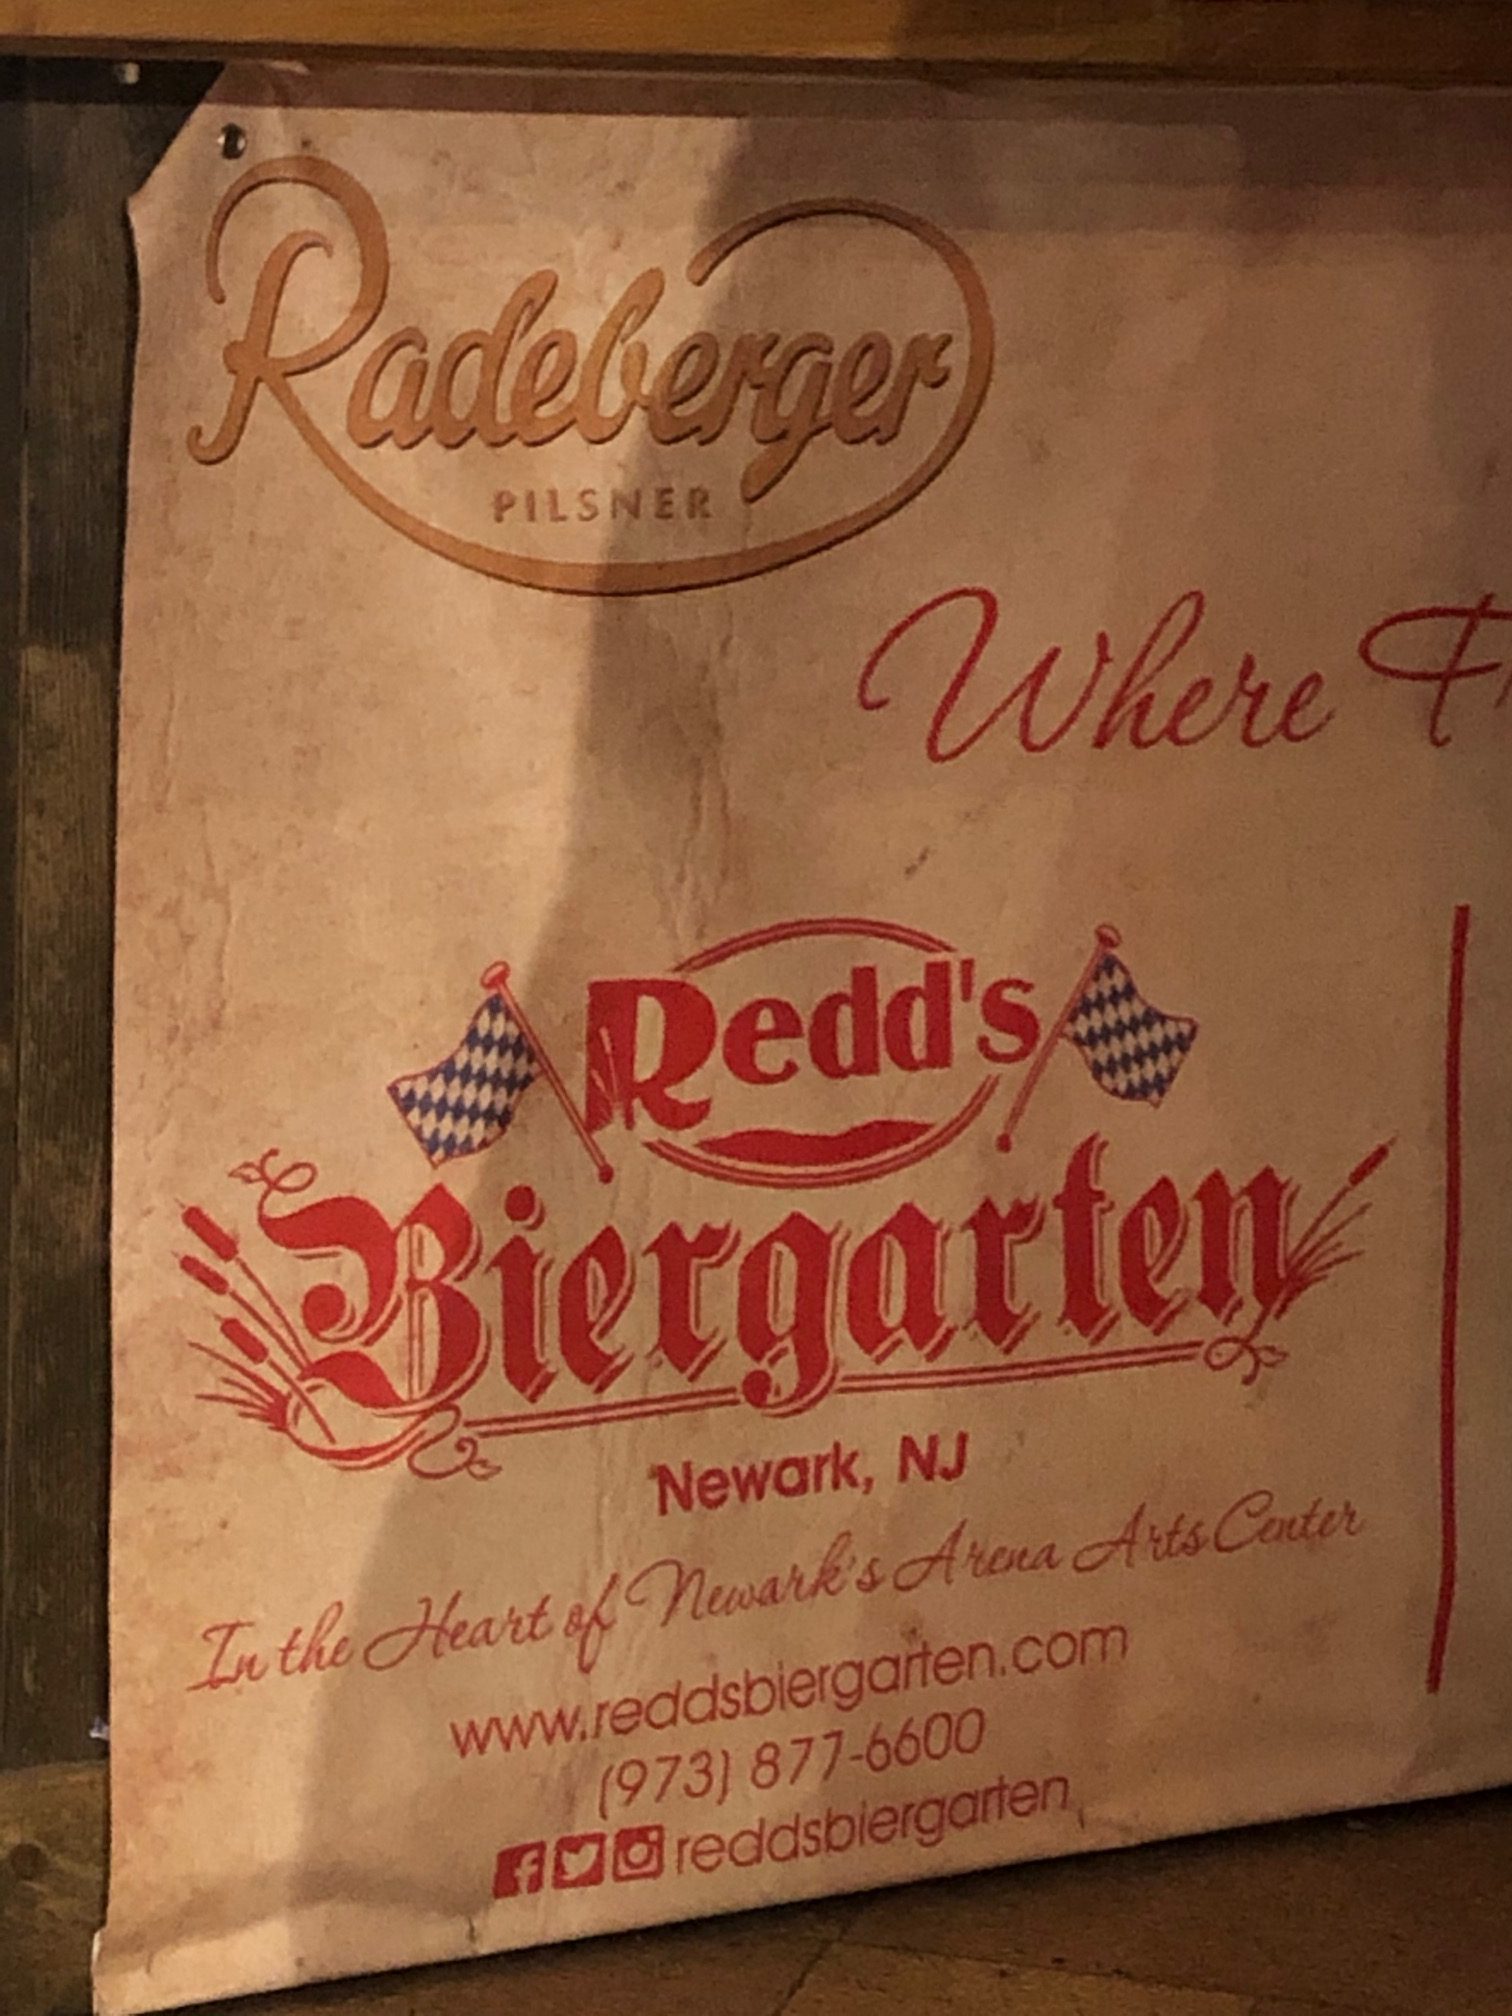 Radeberger
PILSNER
Where
Redd's
Biergarten
Newark, NJ
In the Heart of Newark's Arena Arts Center
www.reddsbiergarten.com
(973) 877-6600
reddsbiergarten